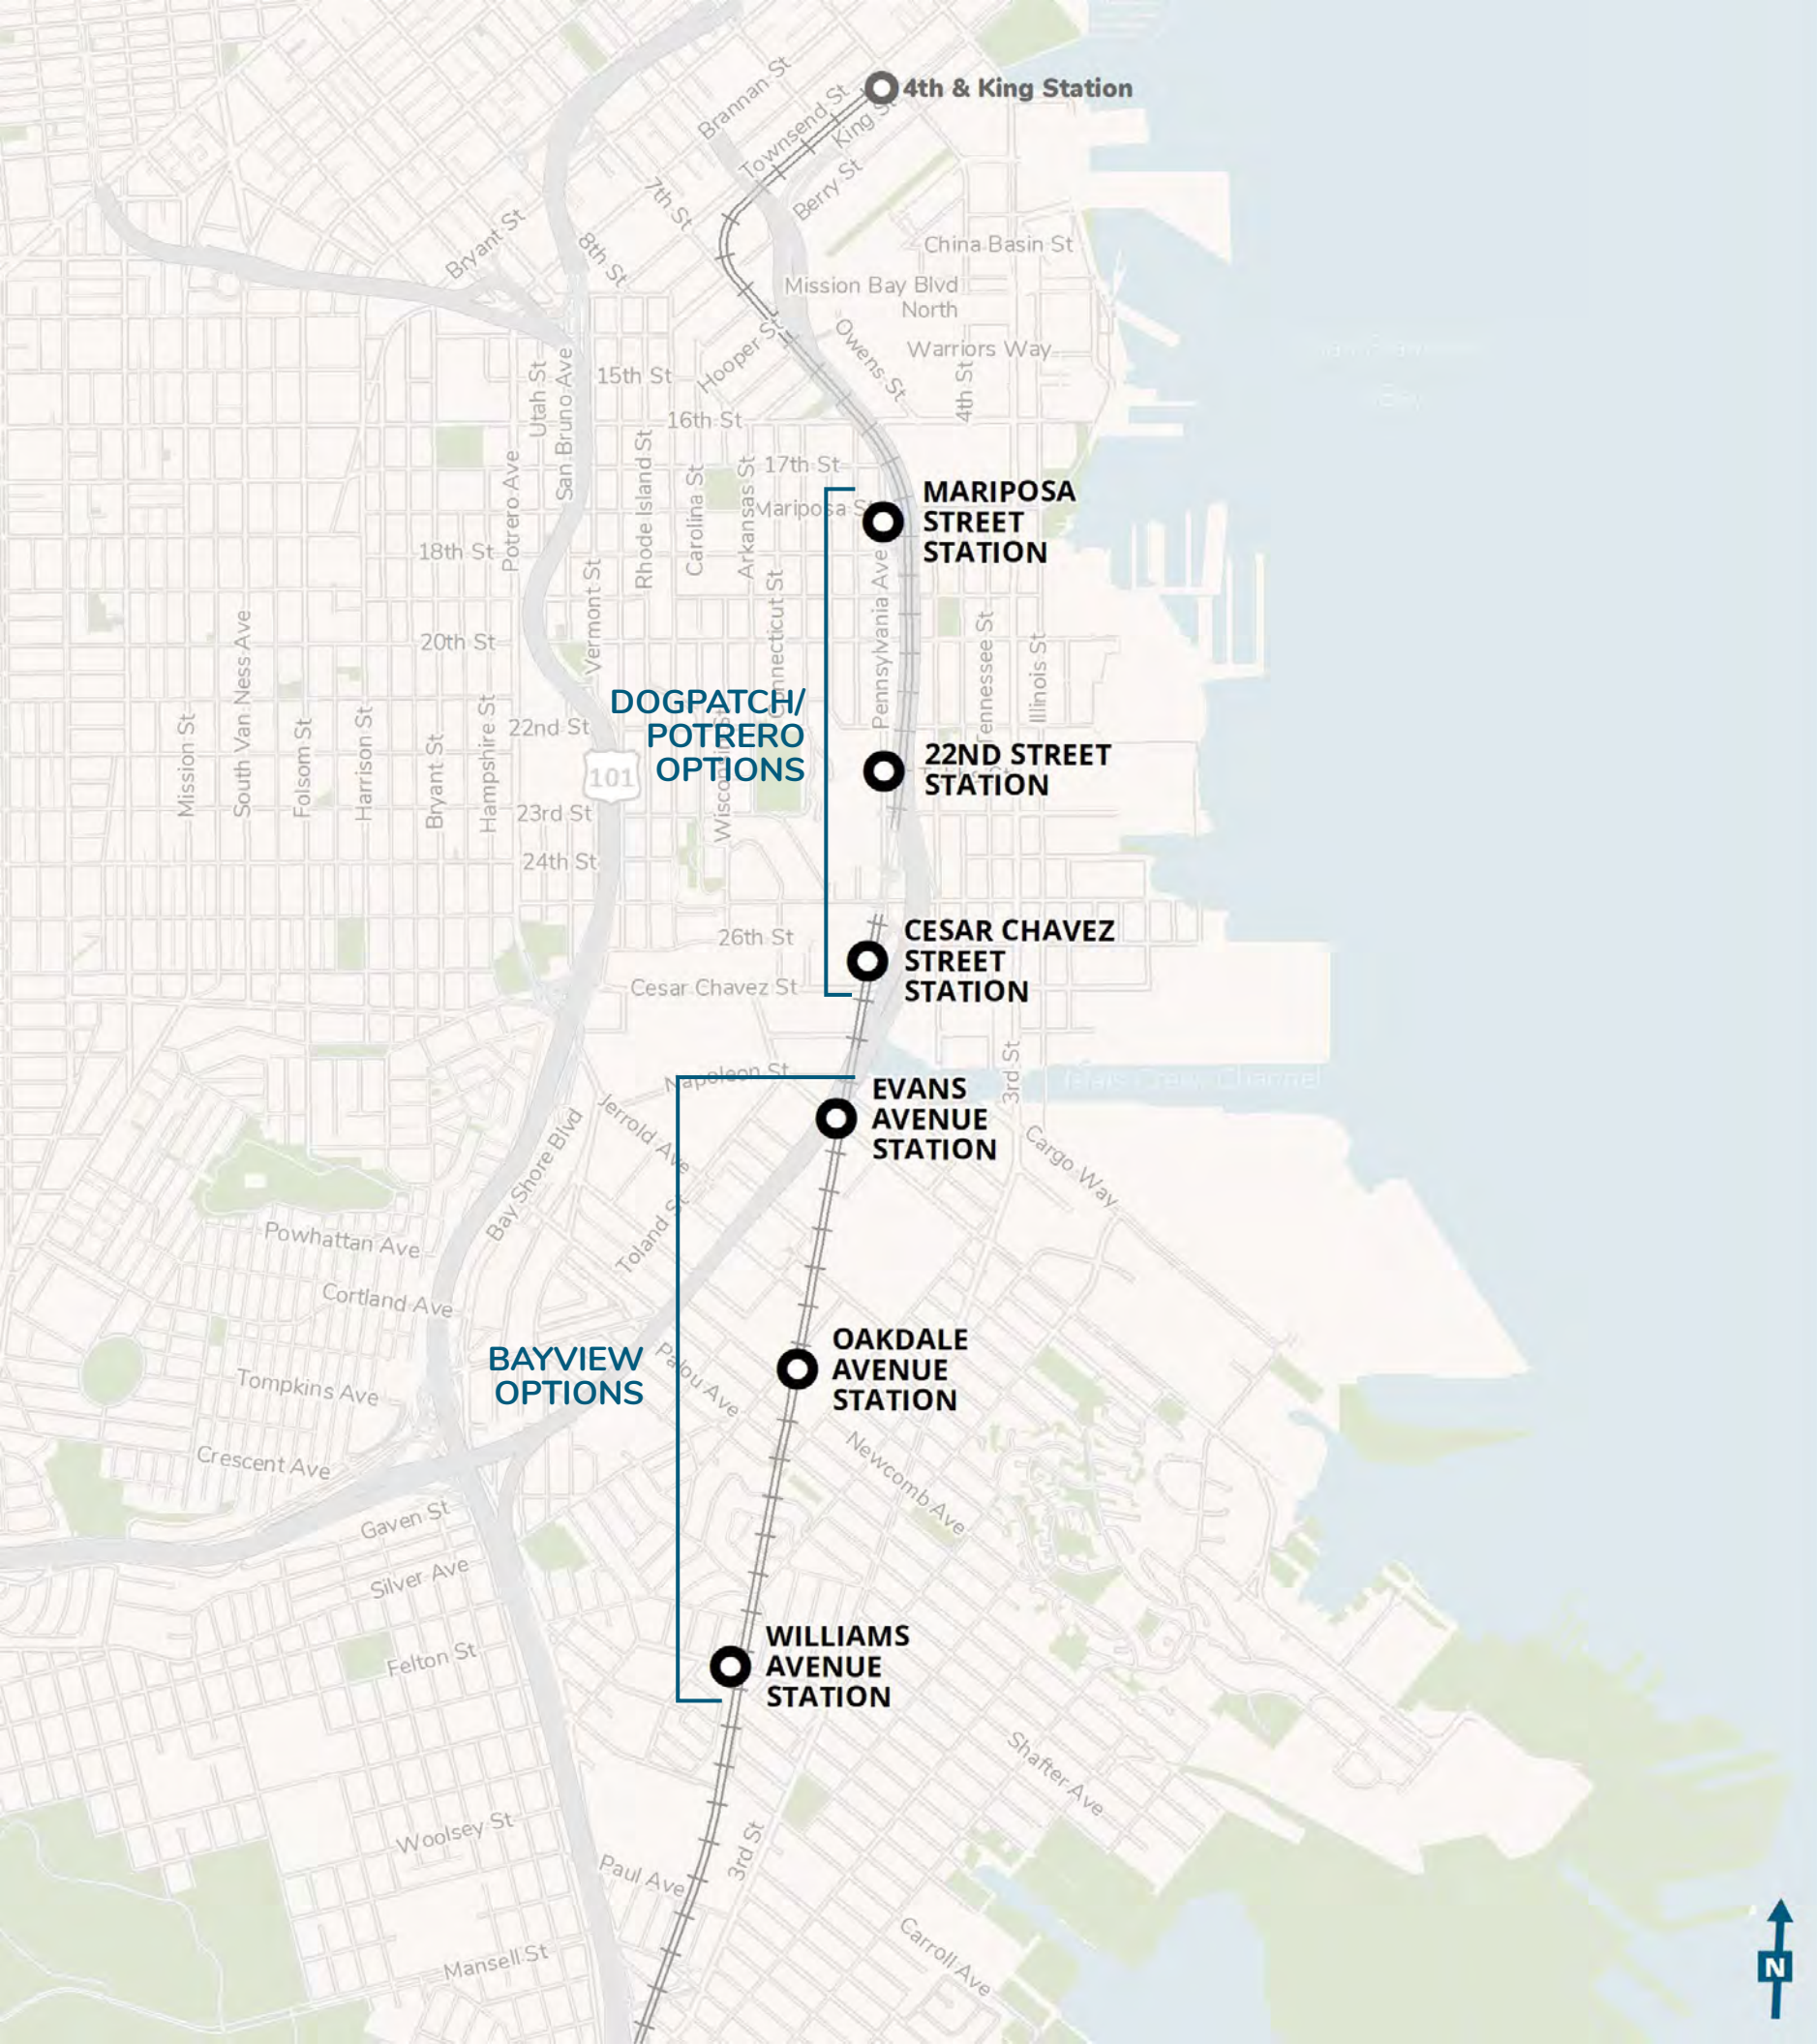 4th & King Station
Brannan St
Townsend St
King St
Berry St
7th St
Bryant St
8th St
China Basin St
Mission Bay Blvd
North
Owens St
Warriors Way
Hooper St
4th St
15th St
Utah St
San Bruno Ave
16th St
17th St
Potrero Ave
Rhode Island St
Carolina St
Arkansas St
Mariposa St
MARIPOSA
STREET
STATION
18th St
Vermont St
Connecticut St
Pennsylvania Ave
Tennessee St
Illinois St
20th St
South Van Ness Ave
DOGPATCH/
POTRERO
OPTIONS
Mission St
Folsom St
Harrison St
Bryant St
Hampshire St
22nd St
101
Wisconsin St
22ND STREET
STATION
23rd St
24th St
26th St
CESAR CHAVEZ
STREET
STATION
Cesar Chavez St
Napoleon St
3rd St
Islais Creek Channel
EVANS
AVENUE
STATION
Jerrold Ave
Cargo Way
Bay Shore Blvd
Toland St
Powhattan Ave
Cortland Ave
BAYVIEW
OPTIONS
Palou Ave
OAKDALE
AVENUE
STATION
Tompkins Ave
Crescent Ave
Newcomb Ave
Gaven St
Silver Ave
Felton St
WILLIAMS
AVENUE
STATION
Shafter Ave
Woolsey St
3rd St
Paul Ave
Carroll Ave
Mansell St
N